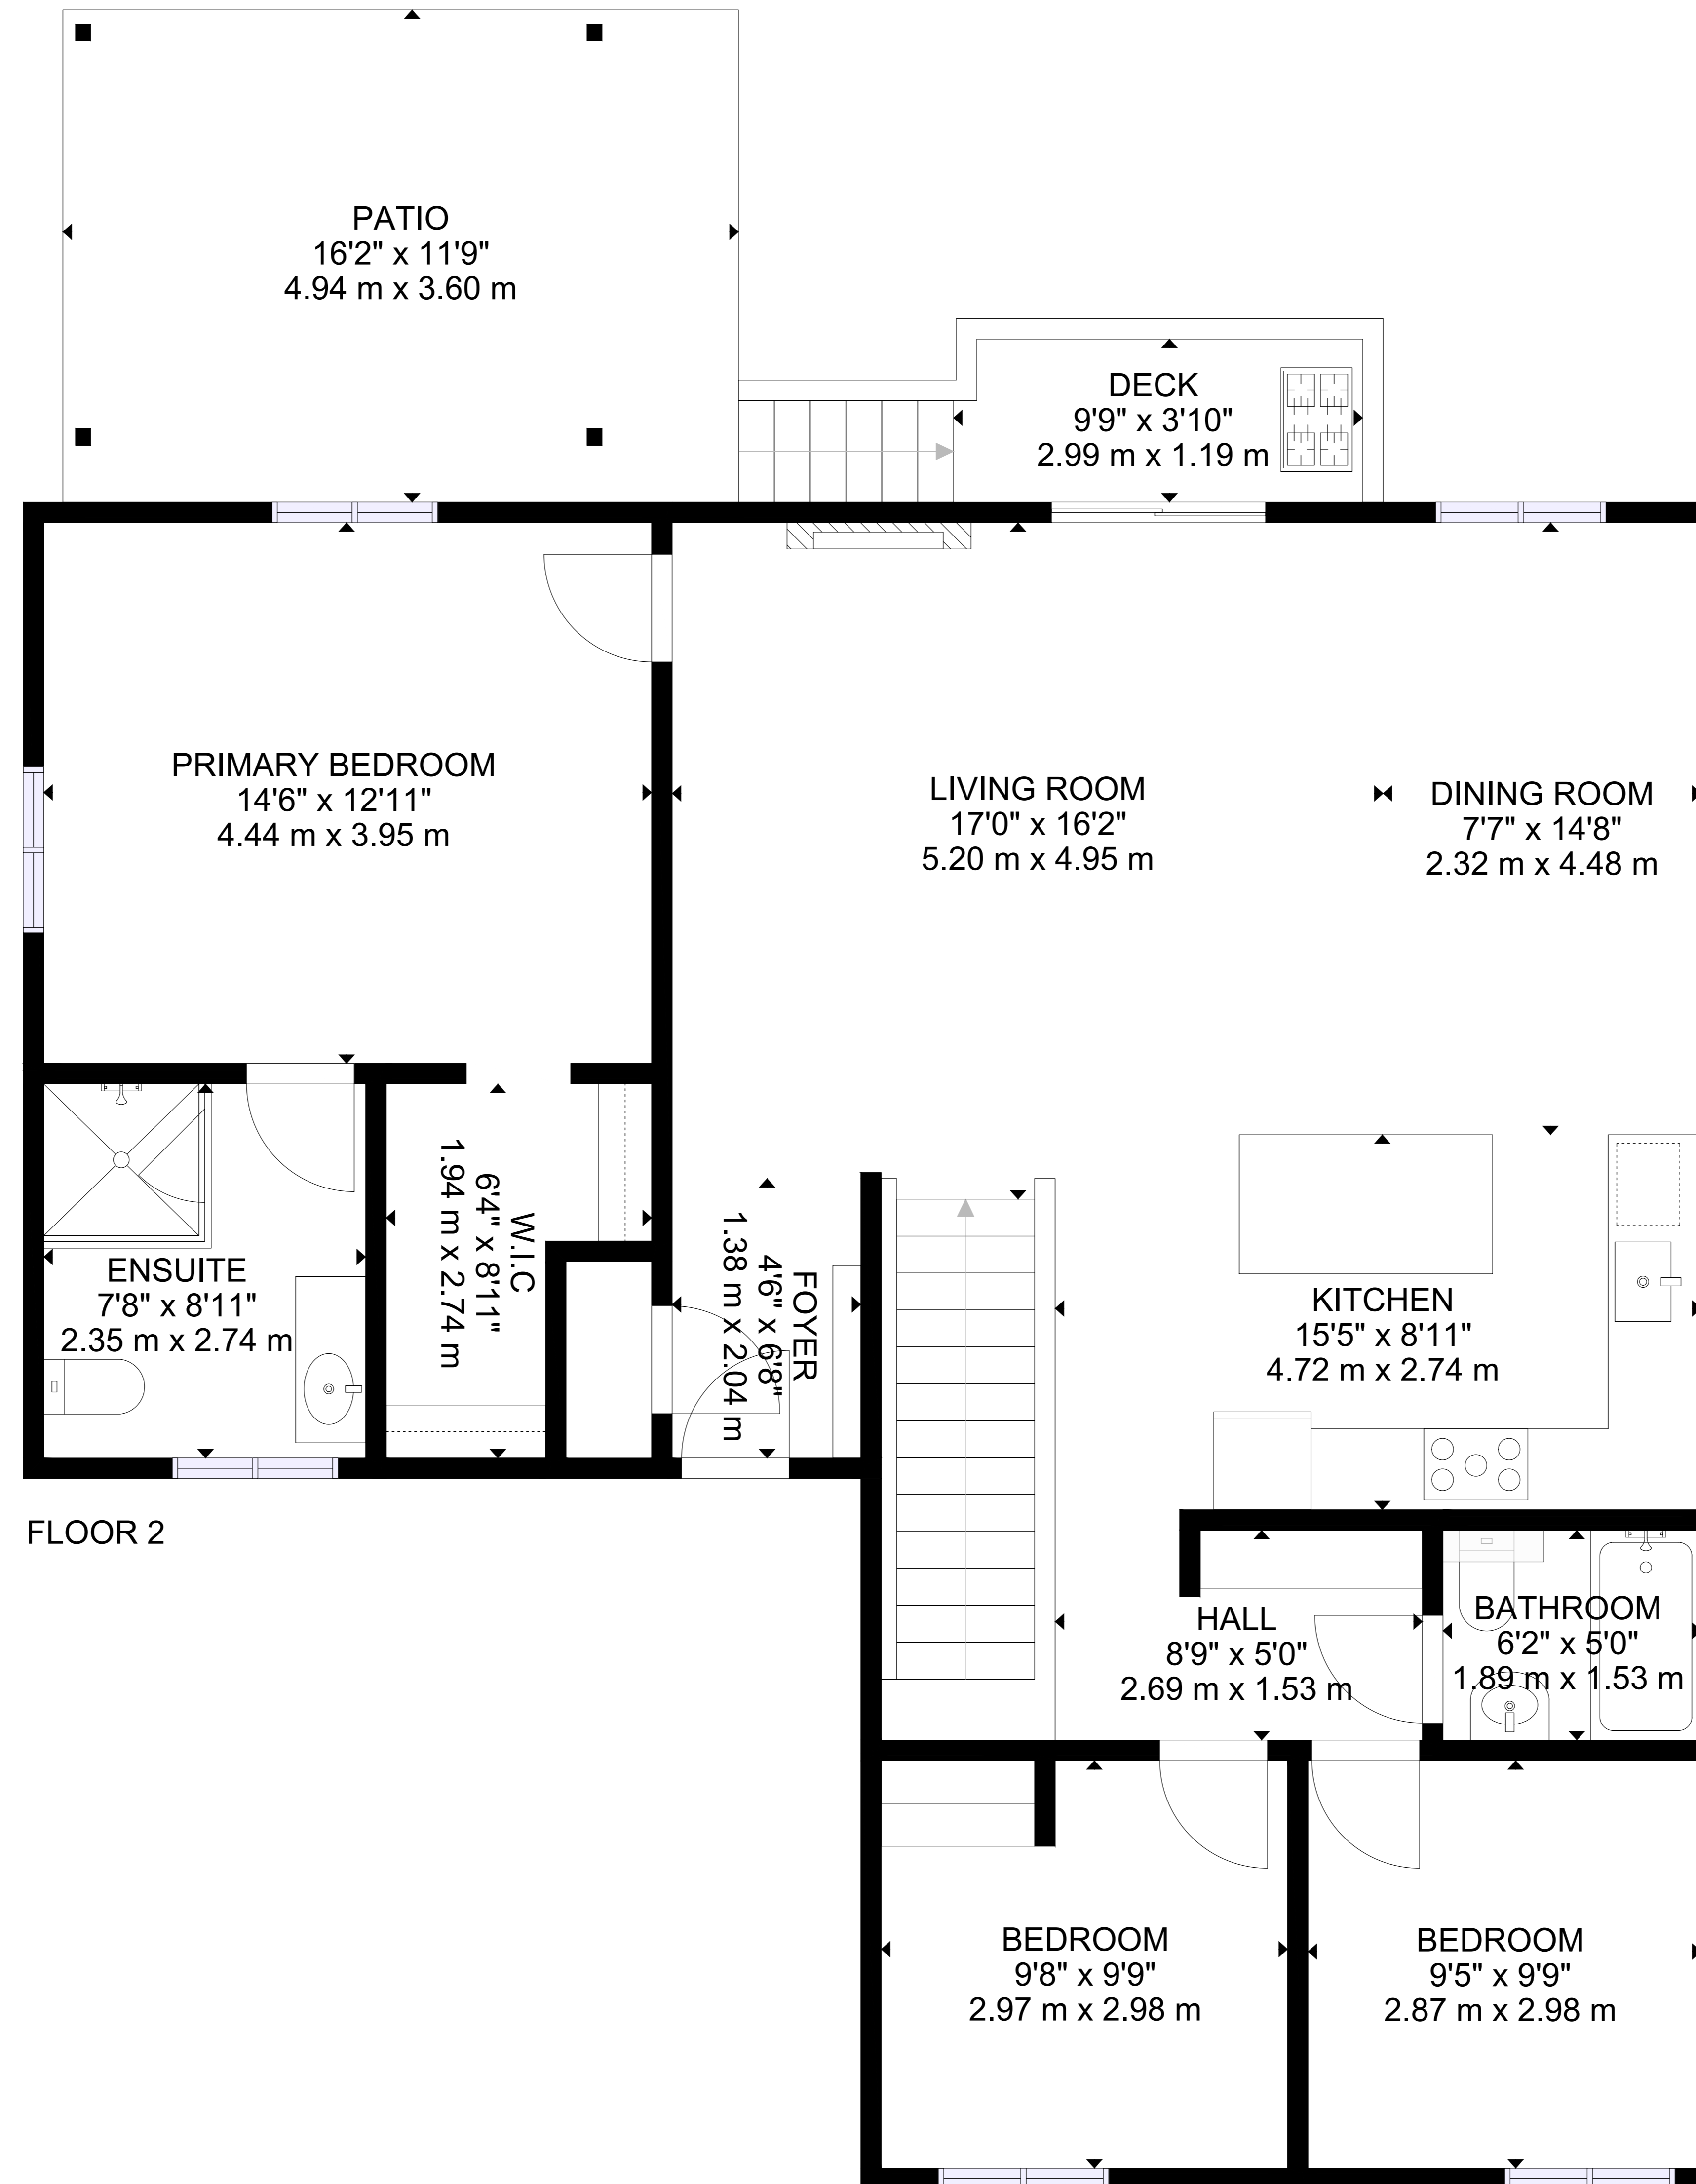 PATIO
16'2" x 11'9"
4.94 m x 3.60 m
DECK
9'9" x 3'10"
2.99 m x 1.19 m
PRIMARY BEDROOM
14'6" x 12'11"
4.44 m x 3.95 m
LIVING ROOM
17'0" x 16'2"
5.20 m x 4.95 m
DINING ROOM
7'7" x 14'8"
2.32 m x 4.48 m
ENSUITE
7'8" x 8'11"
2.35 m x 2.74 m
W.I.C
6'4" x 8'11"
1.94 m x 2.74 m
FOYER
4'6" x 6'8"
1.38 m x 2.04 m
KITCHEN
15'5" x 8'11"
4.72 m x 2.74 m
FLOOR 2
HALL
8'9" x 5'0"
2.69 m x 1.53 m
BATHROOM
6'2" x 5'0"
1.89 m x 1.53 m
BEDROOM
9'8" x 9'9"
2.97 m x 2.98 m
BEDROOM
9'5" x 9'9"
2.87 m x 2.98 m